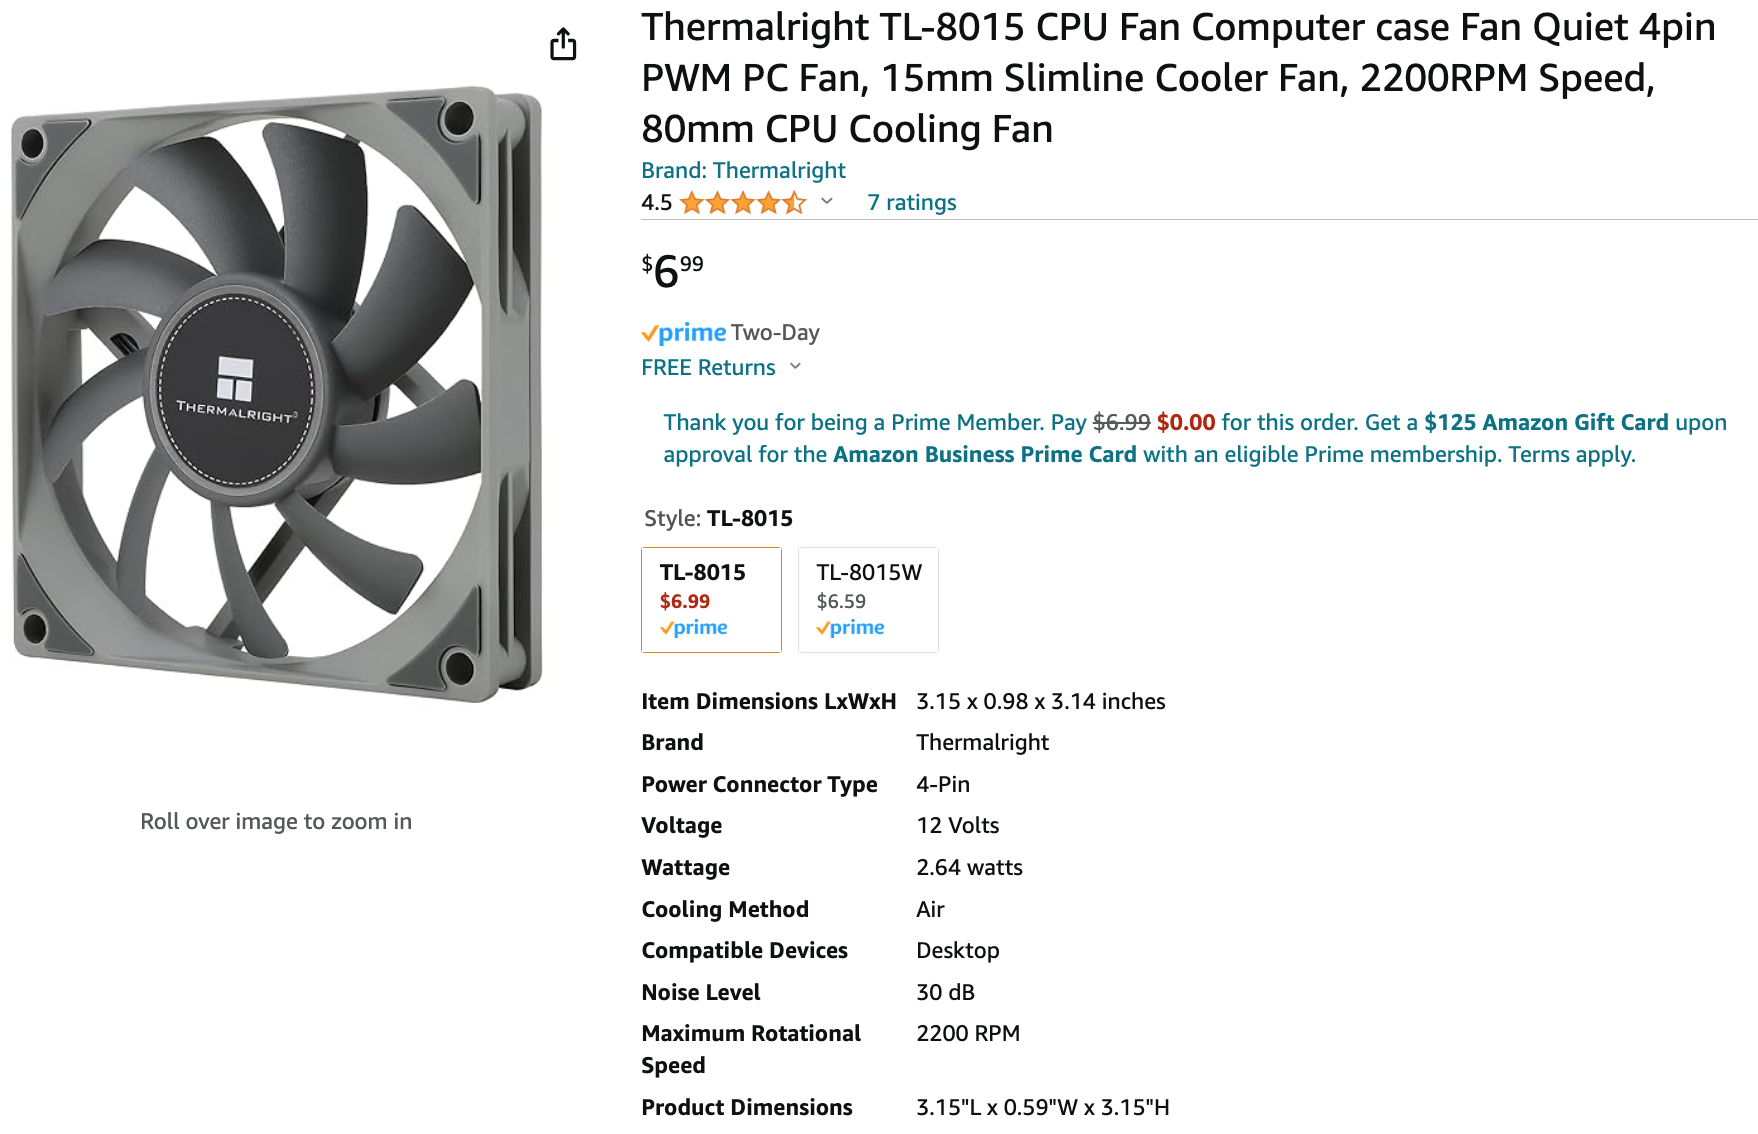 Thermalright TL-8015 CPU Fan Computer case Fan Quiet 4pin
PWM PC Fan, 15mm Slimline Cooler Fan, 2200RPM Speed,
80mm CPU Cooling Fan
Brand: Thermalright
4.5 7 ratings
$6.99
prime Two-Day
FREE Returns
Thank you for being a Prime Member. Pay $6.99 $0.00 for this order. Get a $125 Amazon Gift Card upon
approval for the Amazon Business Prime Card with an eligible Prime membership. Terms apply.
Style: TL-8015
TL-8015
$6.99
prime
TL-8015W
$6.59
prime
Item Dimensions LxWxH 3.15 x 0.98 x 3.14 inches
Brand Thermalright
Power Connector Type 4-Pin
Voltage 12 Volts
Wattage 2.64 watts
Cooling Method Air
Compatible Devices Desktop
Noise Level 30 dB
Maximum Rotational 2200 RPM
Speed
Product Dimensions 3.15"L x 0.59"W x 3.15"H
THERMALRIGHT®
Roll over image to zoom in